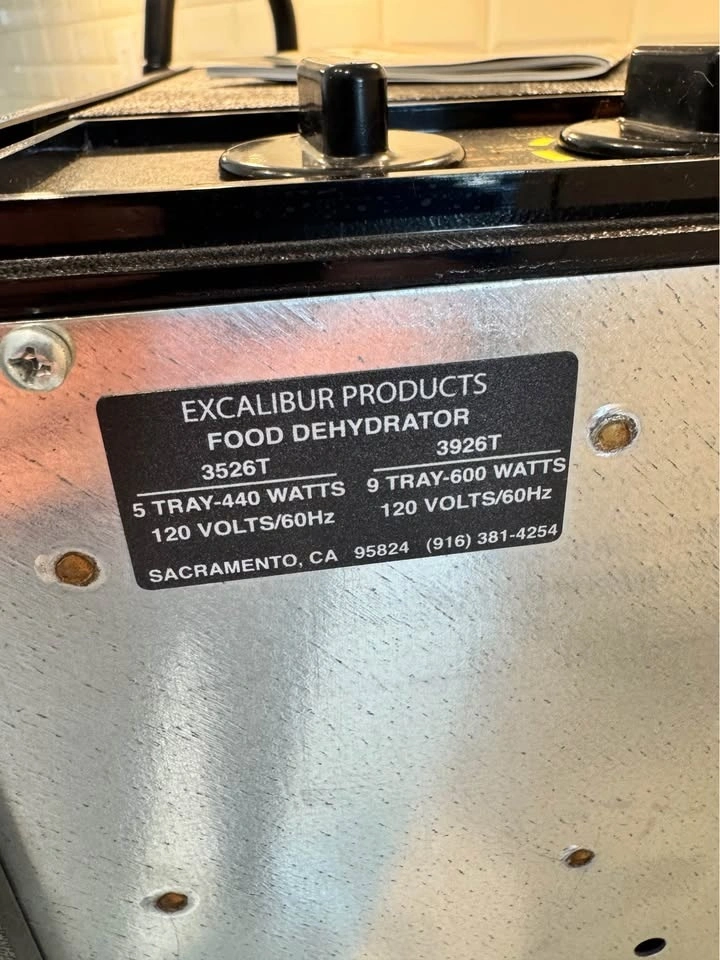 EXCALIBUR PRODUCTS
FOOD DEHYDRATOR
3526T 3926T
5 TRAY-440 WATTS 9 TRAY-600 WATTS
120 VOLTS/60Hz 120 VOLTS/60Hz
SACRAMENTO, CA 95824 (916) 381-4254